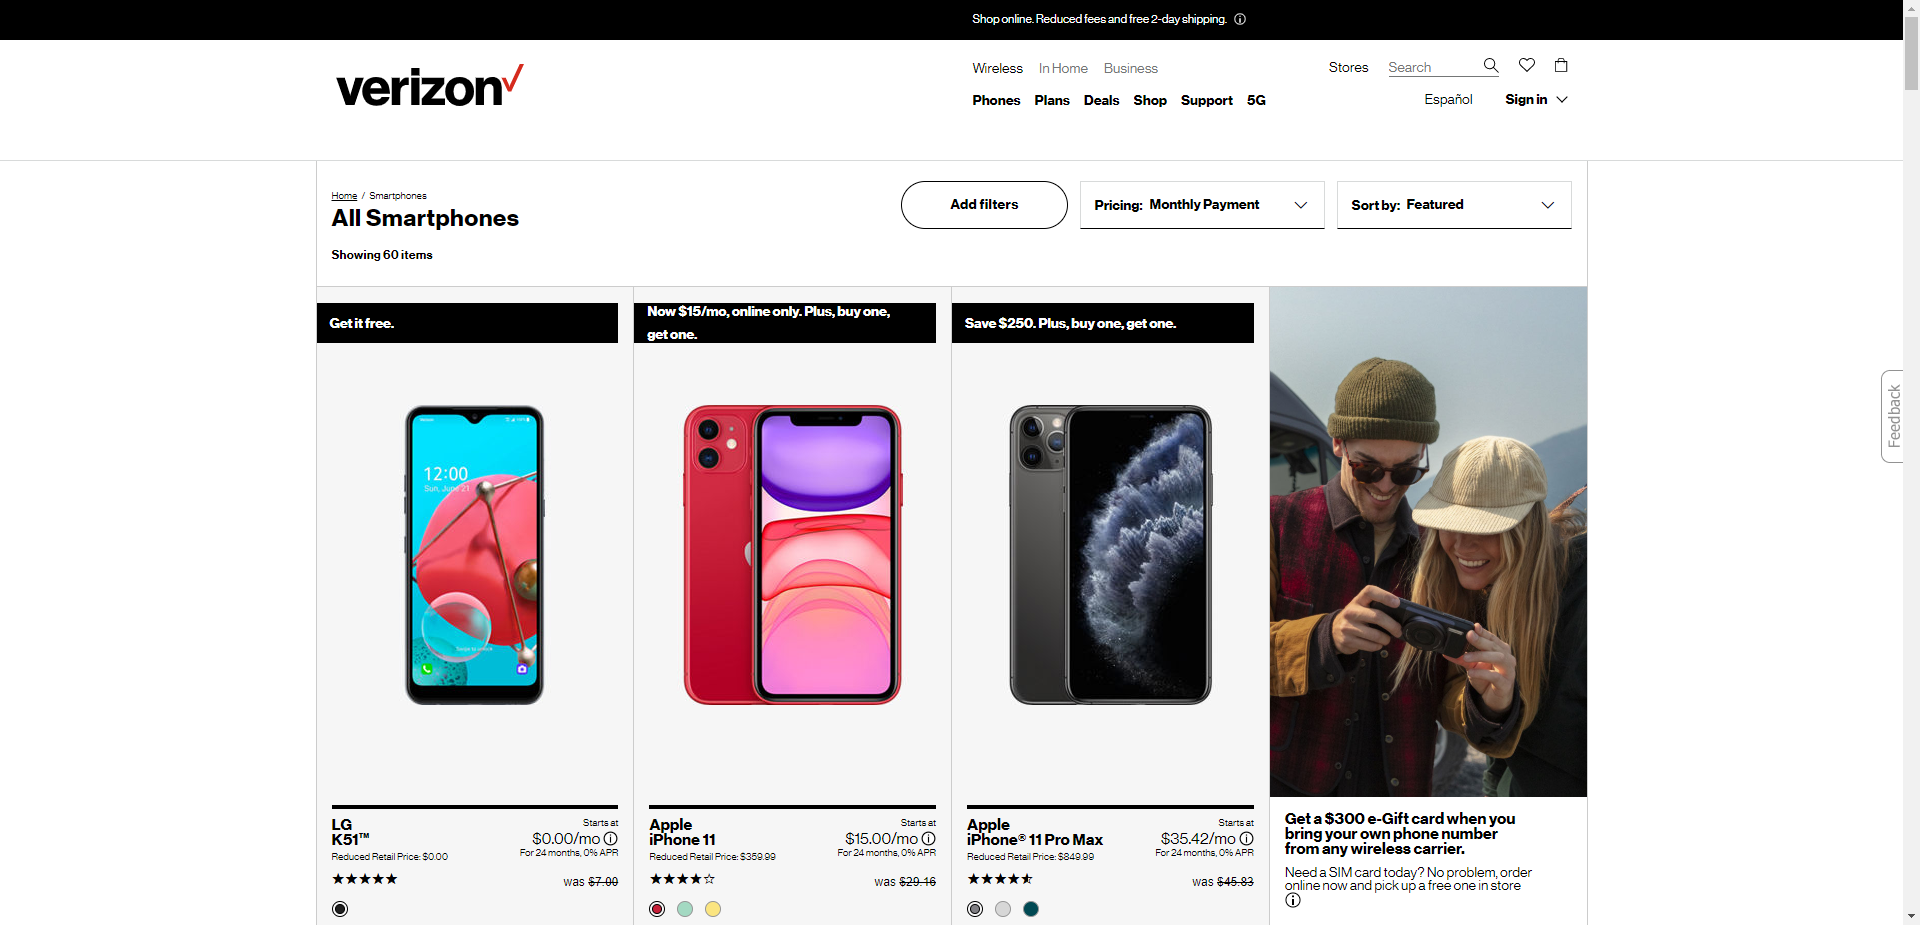 Shop online. Reduced fees and free 2-day shipping.
verizon
Wireless In Home Business
Stores Search
Phones Plans Deals Shop Support 5G
Español Sign in
Home / Smartphones
All Smartphones
Showing 60 items
Add filters
Pricing: Monthly Payment
Sort by: Featured
Get it free.
Now $15/mo, online only. Plus, buy one,
get one.
Save $250. Plus, buy one, get one.
12:00
Sun, June 21
Swipe to unlock
Feedback
LG
K51™
Reduced Retail Price: $0.00
Starts at
$0.00/mo
For 24 months, 0% APR
was $7.00
Apple
iPhone 11
Reduced Retail Price: $359.99
Starts at
$15.00/mo
For 24 months, 0% APR
was $29.16
Apple
iPhone® 11 Pro Max
Reduced Retail Price: $849.99
Starts at
$35.42/mo
For 24 months, 0% APR
was $45.83
Get a $300 e-Gift card when you
bring your own phone number
from any wireless carrier.
Need a SIM card today? No problem, order
online now and pick up a free one in store